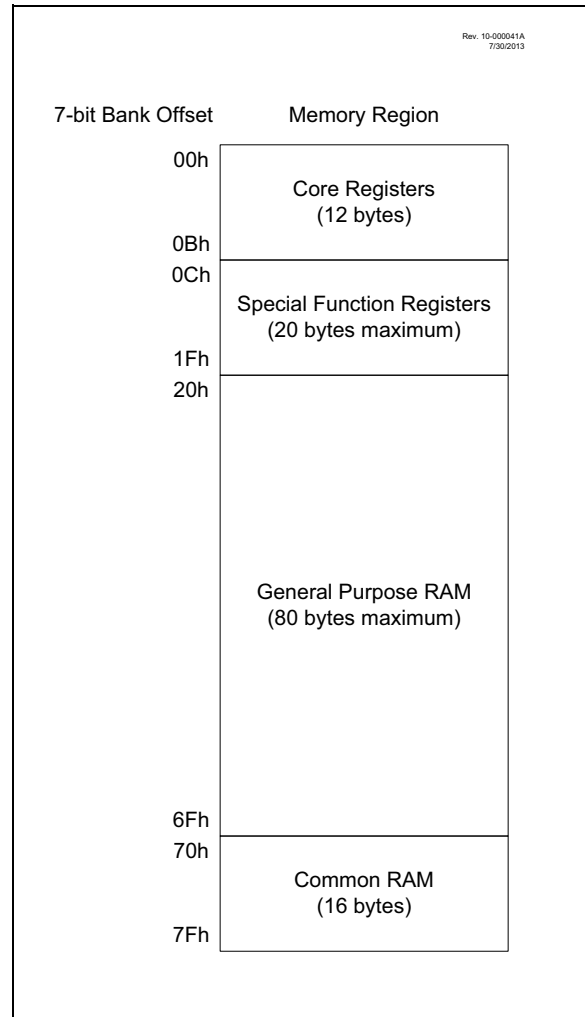 Rev. 10-000041A
7/30/2013
7-bit Bank Offset Memory Region
00h
Core Registers
(12 bytes)
0Bh
0Ch
Special Function Registers
(20 bytes maximum)
1Fh
20h
General Purpose RAM
(80 bytes maximum)
6Fh
70h
Common RAM
(16 bytes)
7Fh